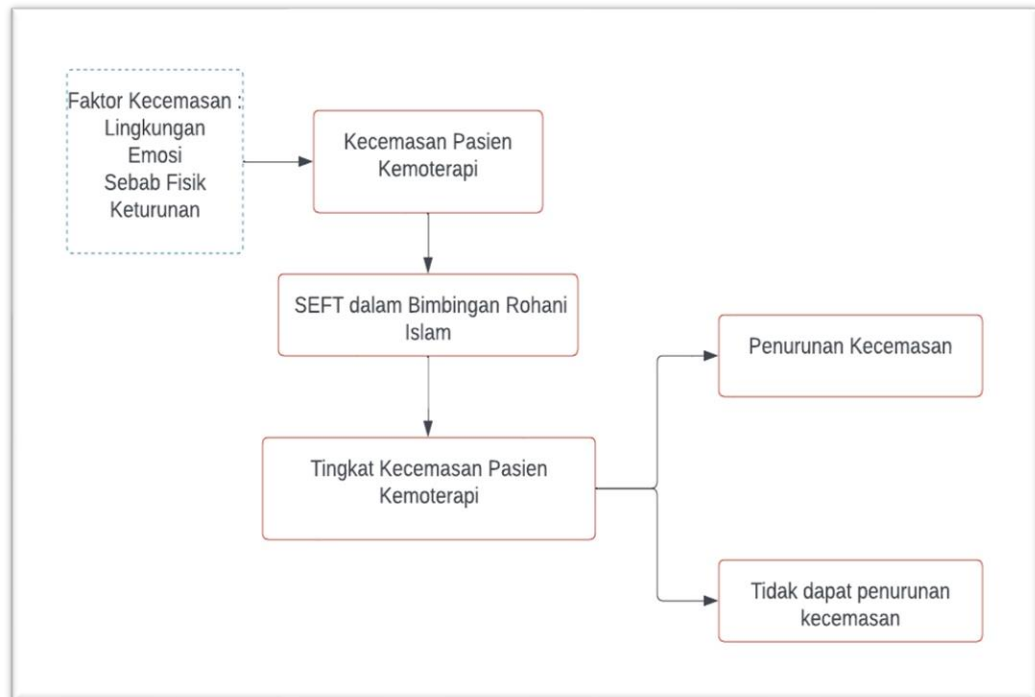 Faktor Kecemasan :
Lingkungan
Emosi
Sebab Fisik
Keturunan
Kecemasan Pasien
Kemoterapi
SEFT dalam Bimbingan Rohani
Islam
Tingkat Kecemasan Pasien
Kemoterapi
Penurunan Kecemasan
Tidak dapat penurunan
kecemasan